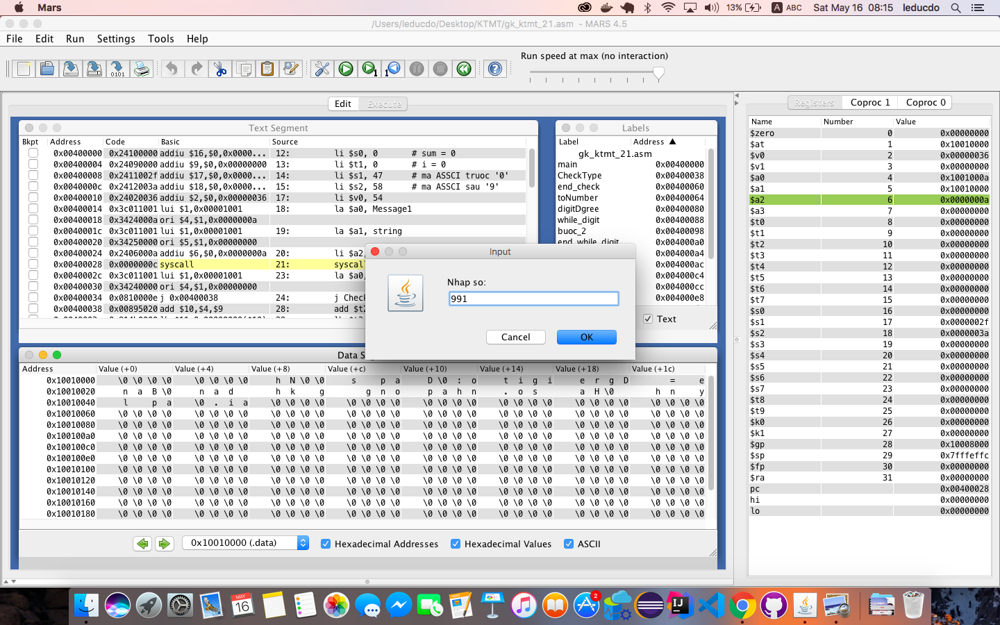 Mars 13% A ABC Sat May 16 08:15 leducdo
/Users/leducdo/Desktop/KTMT/gk_ktmt_21.asm - MARS 4.5
File Edit Run Settings Tools Help
Run speed at max (no interaction)
Edit Execute
Text Segment
Bkpt Address Code Basic Source
0x00400000 0x24100000 addiu $16,$0,0x0000... 12: li $s0, 0 # sum = 0
0x00400004 0x24090000 addiu $9,$0,0x00000000 13: li $t1, 0 # i = 0
0x00400008 0x2411002f addiu $17,$0,0x0000... 14: li $s1, 47 # ma ASSCI truoc '0'
0x0040000c 0x2412003a addiu $18,$0,0x0000... 15: li $s2, 58 # ma ASSCI sau '9'
0x00400010 0x24020036 addiu $2,$0,0x00000036 17: li $v0, 54
0x00400014 0x3c011001 lui $1,0x00001001 18: la $a0, Message1
0x00400018 0x3424000a ori $4,$1,0x0000000a
0x0040001c 0x3c011001 lui $1,0x00001001 19: la $a1, string
0x00400020 0x34250000 ori $5,$1,0x00000000
0x00400024 0x2406000a addiu $6,$0,0x0000000a 20: li $a2,
0x00400028 0x0000000c syscall 21: syscal
0x0040002c 0x3c011001 lui $1,0x00001001 23: la $a0,
0x00400030 0x34240000 ori $4,$1,0x00000000
0x00400034 0x0810000e j 0x00400038 24: j Chec
0x00400038 0x00895020 add $10,$4,$9 28: add $t2
Labels
Label Address ▲
gk_ktmt_21.asm
main 0x00400000
CheckType 0x00400038
end_check 0x00400060
toNumber 0x00400064
digitDgree 0x00400080
while_digit 0x00400088
buoc_2 0x00400098
end_while_digit 0x004000a0
0x004000a4
0x004000ac
0x004000c4
0x004000cc
0x004000e8
Text
Input
Nhap so:
991
Cancel OK
Data S
Address Value (+0) Value (+4) Value (+8) Value (+c) Value (+10) Value (+14) Value (+18) Value (+1c)
0x10010000 \0 \0 \0 \0 \0 \0 \0 \0 h N \0 \0 s p a D \0 : o t i g i e r g D = e
0x10010020 n a B \0 n a d h k g g n o p a h n . o s a H \0 h n y
0x10010040 l p a \0 . i a \0 \0 \0 \0 \0 \0 \0 \0 \0 \0 \0 \0 \0 \0 \0 \0 \0 \0 \0 \0 \0 \0 \0 \0
0x10010060 \0 \0 \0 \0 \0 \0 \0 \0 \0 \0 \0 \0 \0 \0 \0 \0 \0 \0 \0 \0 \0 \0 \0 \0 \0 \0 \0 \0 \0 \0 \0 \0
0x10010080 \0 \0 \0 \0 \0 \0 \0 \0 \0 \0 \0 \0 \0 \0 \0 \0 \0 \0 \0 \0 \0 \0 \0 \0 \0 \0 \0 \0 \0 \0 \0 \0
0x100100a0 \0 \0 \0 \0 \0 \0 \0 \0 \0 \0 \0 \0 \0 \0 \0 \0 \0 \0 \0 \0 \0 \0 \0 \0 \0 \0 \0 \0 \0 \0 \0 \0
0x100100c0 \0 \0 \0 \0 \0 \0 \0 \0 \0 \0 \0 \0 \0 \0 \0 \0 \0 \0 \0 \0 \0 \0 \0 \0 \0 \0 \0 \0 \0 \0 \0 \0
0x100100e0 \0 \0 \0 \0 \0 \0 \0 \0 \0 \0 \0 \0 \0 \0 \0 \0 \0 \0 \0 \0 \0 \0 \0 \0 \0 \0 \0 \0 \0 \0 \0 \0
0x10010100 \0 \0 \0 \0 \0 \0 \0 \0 \0 \0 \0 \0 \0 \0 \0 \0 \0 \0 \0 \0 \0 \0 \0 \0 \0 \0 \0 \0 \0 \0 \0 \0
0x10010120 \0 \0 \0 \0 \0 \0 \0 \0 \0 \0 \0 \0 \0 \0 \0 \0 \0 \0 \0 \0 \0 \0 \0 \0 \0 \0 \0 \0 \0 \0 \0 \0
0x10010140 \0 \0 \0 \0 \0 \0 \0 \0 \0 \0 \0 \0 \0 \0 \0 \0 \0 \0 \0 \0 \0 \0 \0 \0 \0 \0 \0 \0 \0 \0 \0 \0
0x10010160 \0 \0 \0 \0 \0 \0 \0 \0 \0 \0 \0 \0 \0 \0 \0 \0 \0 \0 \0 \0 \0 \0 \0 \0 \0 \0 \0 \0 \0 \0 \0 \0
0x10010180 \0 \0 \0 \0 \0 \0 \0 \0 \0 \0 \0 \0 \0 \0 \0 \0 \0 \0 \0 \0 \0 \0 \0 \0 \0 \0 \0 \0 \0 \0 \0 \0
0x10010000 (.data) Hexadecimal Addresses Hexadecimal Values ASCII
Registers Coproc 1 Coproc 0
Name Number Value
$zero 0 0x00000000
$at 1 0x10010000
$v0 2 0x00000036
$v1 3 0x00000000
$a0 4 0x1001000a
$a1 5 0x10010000
$a2 6 0x0000000a
$a3 7 0x00000000
$t0 8 0x00000000
$t1 9 0x00000000
$t2 10 0x00000000
$t3 11 0x00000000
$t4 12 0x00000000
$t5 13 0x00000000
$t6 14 0x00000000
$t7 15 0x00000000
$s0 16 0x00000000
$s1 17 0x0000002f
$s2 18 0x0000003a
$s3 19 0x00000000
$s4 20 0x00000000
$s5 21 0x00000000
$s6 22 0x00000000
$s7 23 0x00000000
$t8 24 0x00000000
$t9 25 0x00000000
$k0 26 0x00000000
$k1 27 0x00000000
$gp 28 0x10008000
$sp 29 0x7fffeffc
$fp 30 0x00000000
$ra 31 0x00000000
pc 0x00400028
hi 0x00000000
lo 0x00000000
MAY
16
2
IJ